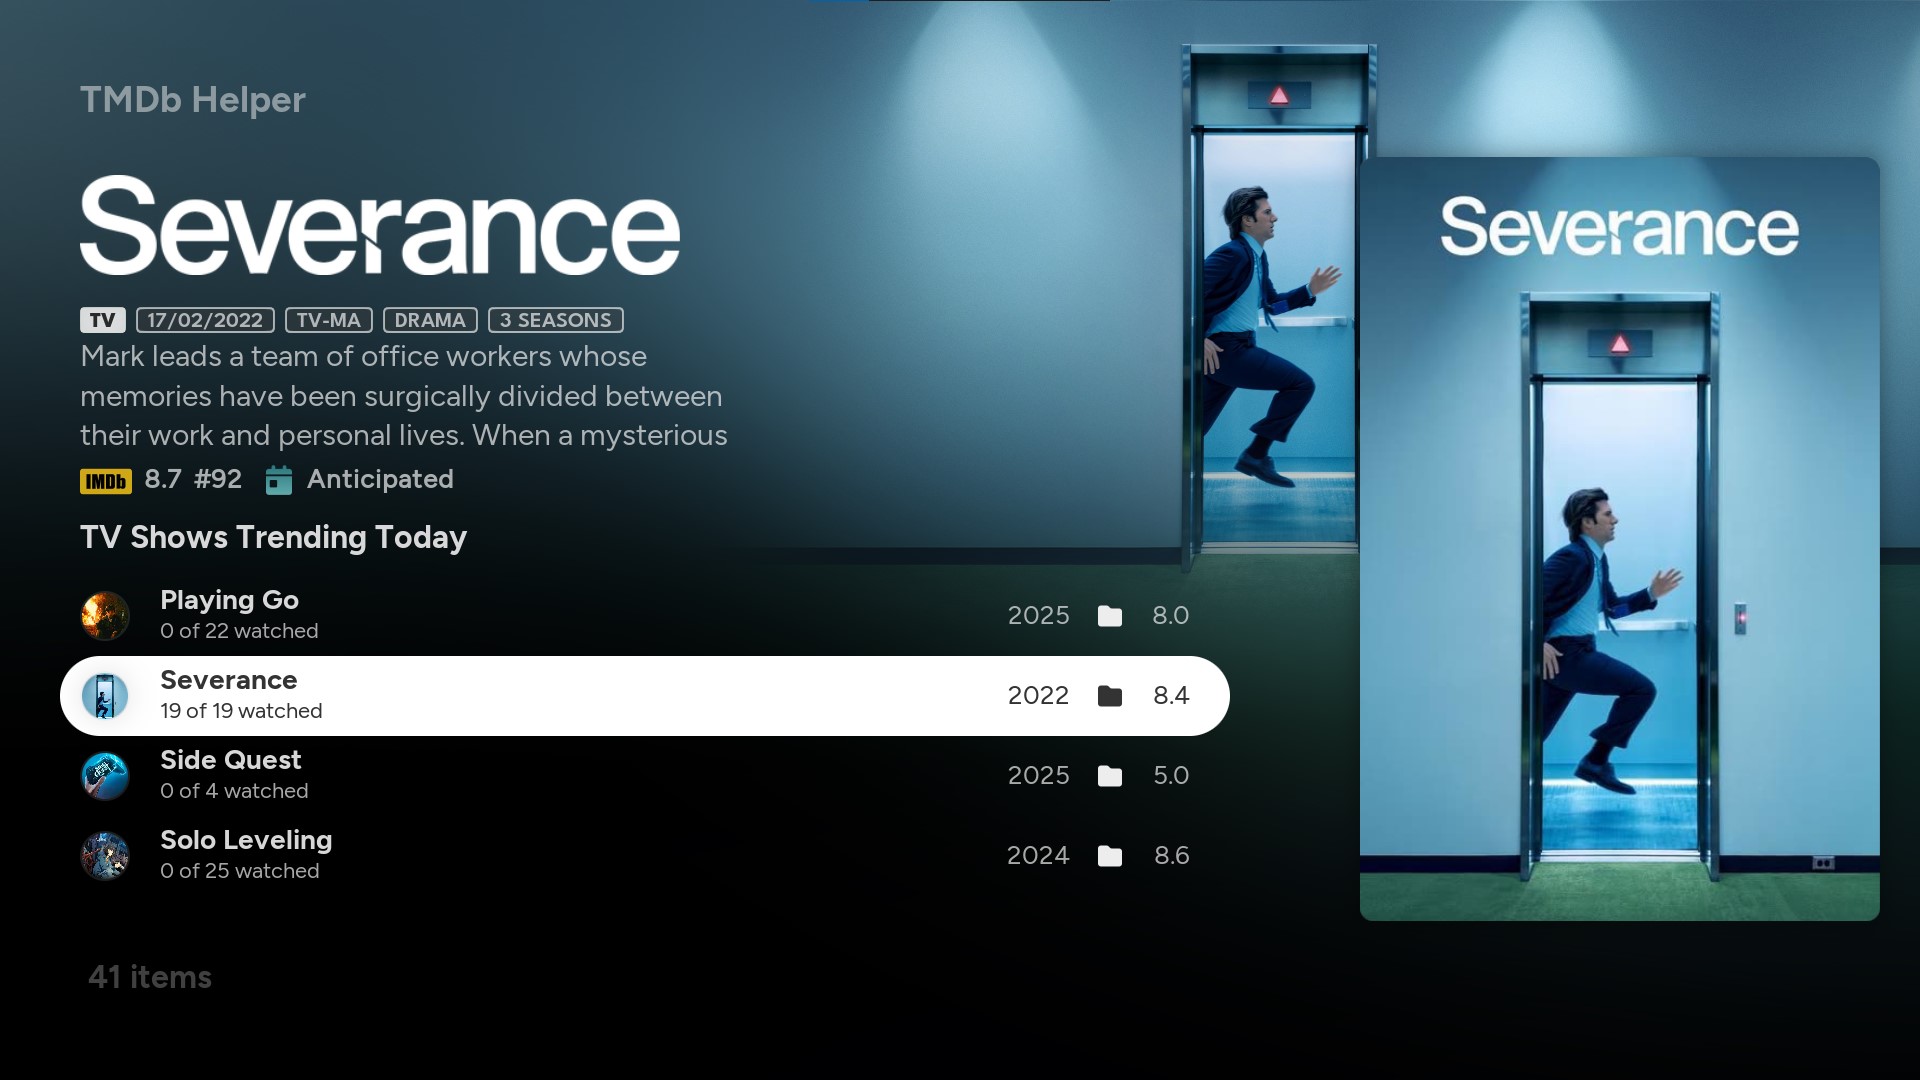 TMDb Helper
Severance
TV 17/02/2022 TV-MA DRAMA 3 SEASONS
Mark leads a team of office workers whose
memories have been surgically divided between
their work and personal lives. When a mysterious
IMDb 8.7 #92 Anticipated
TV Shows Trending Today
Playing Go
0 of 22 watched
2025 8.0
Severance
19 of 19 watched
2022 8.4
Side Quest
0 of 4 watched
2025 5.0
Solo Leveling
0 of 25 watched
2024 8.6
41 items
Severance